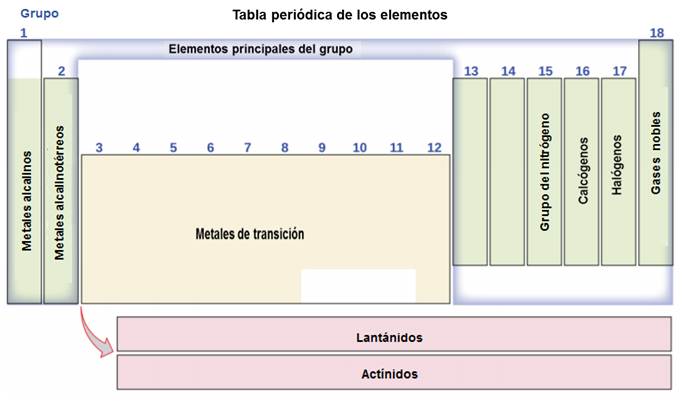 Grupo
Tabla periódica de los elementos
1
18
Elementos principales del grupo
2
13 14 15 16 17
3 4 5 6 7 8 9 10 11 12
Metales alcalinos
Metales alcalinotérreos
Metales de transición
Grupo del nitrógeno
Calcógenos
Halógenos
Gases nobles
Lantánidos
Actínidos